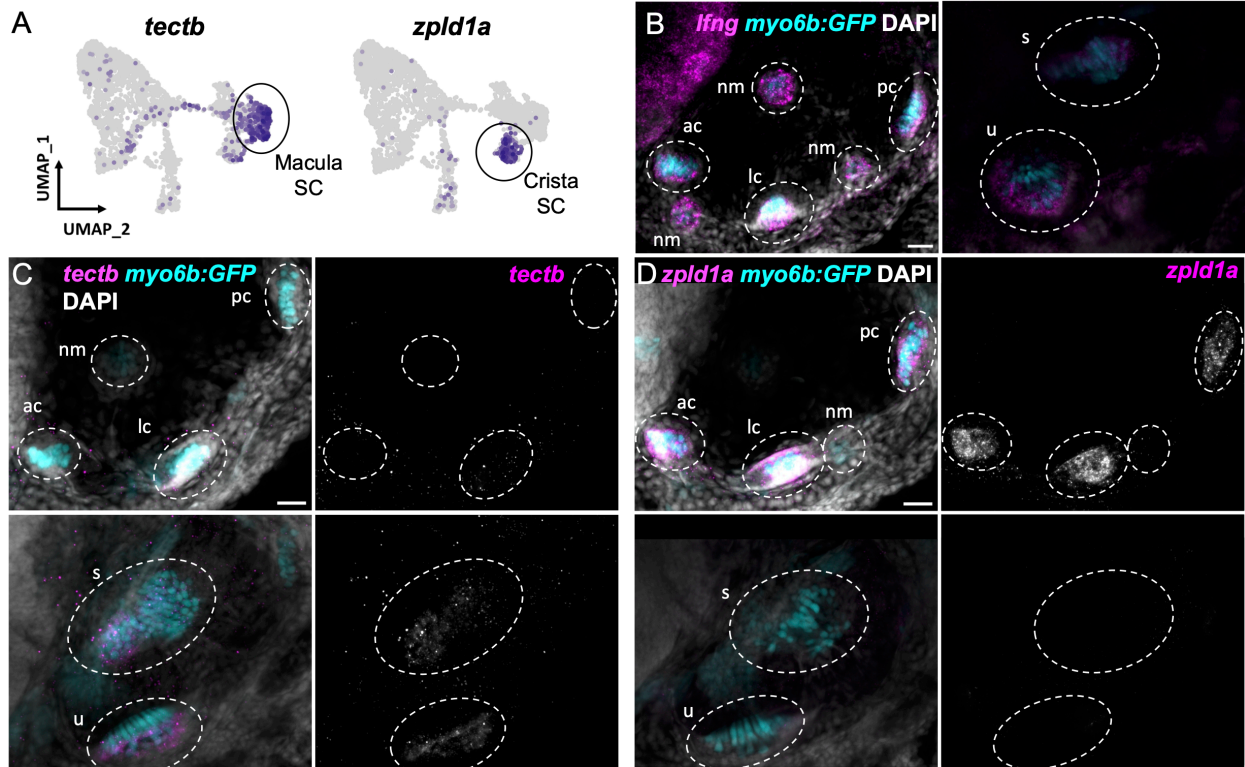 A
tectb
zpld1a
Macula
SC
Crista
SC
UMAP_1
UMAP_2
B
lfng myo6b:GFP DAPI
nm
pc
ac
nm
lc
nm
s
u
C
tectb myo6b:GFP
DAPI
pc
nm
ac
lc
tectb
s
u
D
zpld1a myo6b:GFP DAPI
pc
ac
lc
nm
zpld1a
s
u